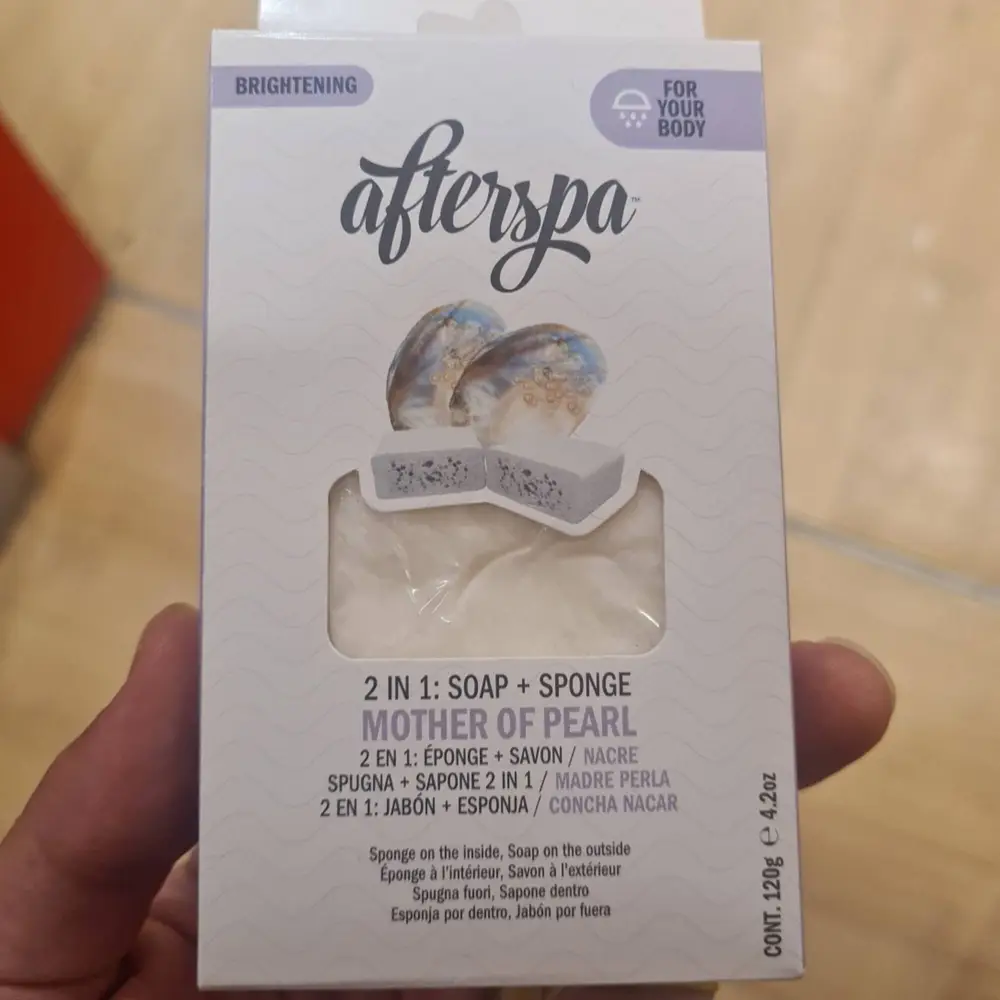 BRIGHTENING
FOR
YOUR
BODY
afterspa™
2 IN 1: SOAP + SPONGE
MOTHER OF PEARL
2 EN 1: ÉPONGE + SAVON / NACRE
SPUGNA + SAPONE 2 IN 1 / MADRE PERLA
2 EN 1: JABÓN + ESPONJA / CONCHA NACAR
Sponge on the inside, Soap on the outside
Éponge à l'intérieur, Savon à l'extérieur
Spugna fuori, Sapone dentro
Esponja por dentro, Jabón por fuera
CONT. 120g ℮ 4.2oz